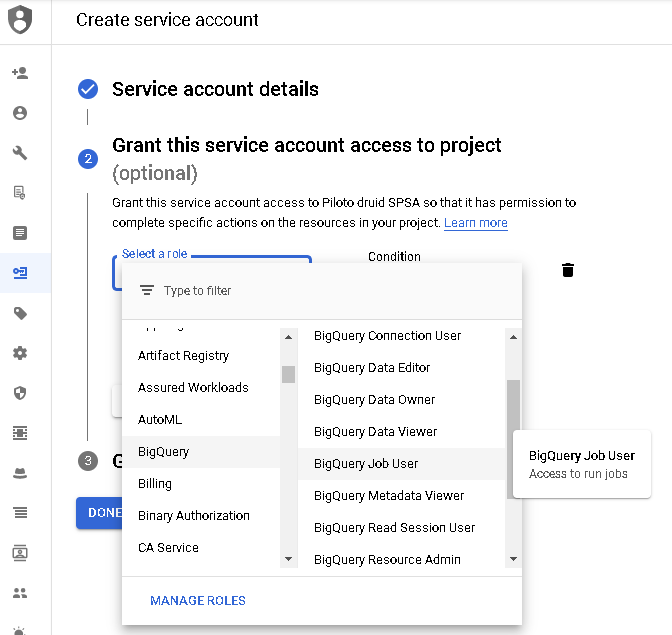 Create service account
Service account details
2
Grant this service account access to project
(optional)
Grant this service account access to Piloto druid SPSA so that it has permission to
complete specific actions on the resources in your project. Learn more
Select a role
Condition
Type to filter
Artifact Registry
Assured Workloads
AutoML
BigQuery
Billing
Binary Authorization
CA Service
BigQuery Connection User
BigQuery Data Editor
BigQuery Data Owner
BigQuery Data Viewer
BigQuery Job User
BigQuery Metadata Viewer
BigQuery Read Session User
BigQuery Resource Admin
BigQuery Job User
Access to run jobs
MANAGE ROLES
3
G
DONE